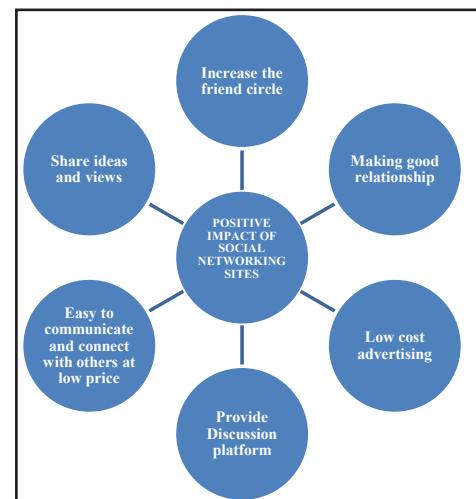 Increase the
friend circle
Share ideas
and views
Making good
relationship
POSITIVE
IMPACT OF
SOCIAL
NETWORKING
SITES
Easy to
communicate
and connect
with others at
low price
Low cost
advertising
Provide
Discussion
platform